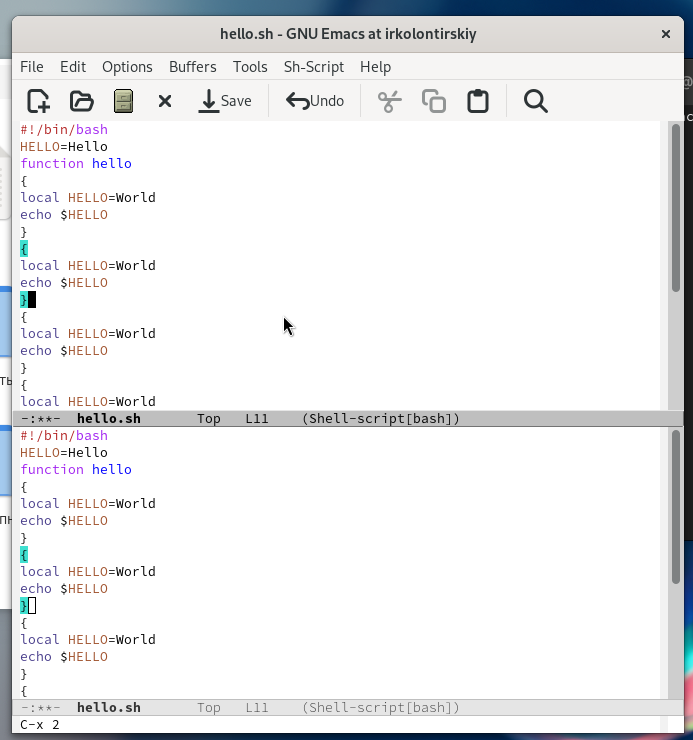 hello.sh - GNU Emacs at irkolontirskiy ×
File Edit Options Buffers Tools Sh-Script Help
Save Undo
#!/bin/bash
HELLO=Hello
function hello
{
local HELLO=World
echo $HELLO
}
{
local HELLO=World
echo $HELLO
}
{
local HELLO=World
echo $HELLO
}
{
local HELLO=World
-:**- hello.sh Top L11 (Shell-script[bash])
#!/bin/bash
HELLO=Hello
function hello
{
local HELLO=World
echo $HELLO
}
{
local HELLO=World
echo $HELLO
}
{
local HELLO=World
echo $HELLO
}
{
-:**- hello.sh Top L11 (Shell-script[bash])
C-x 2